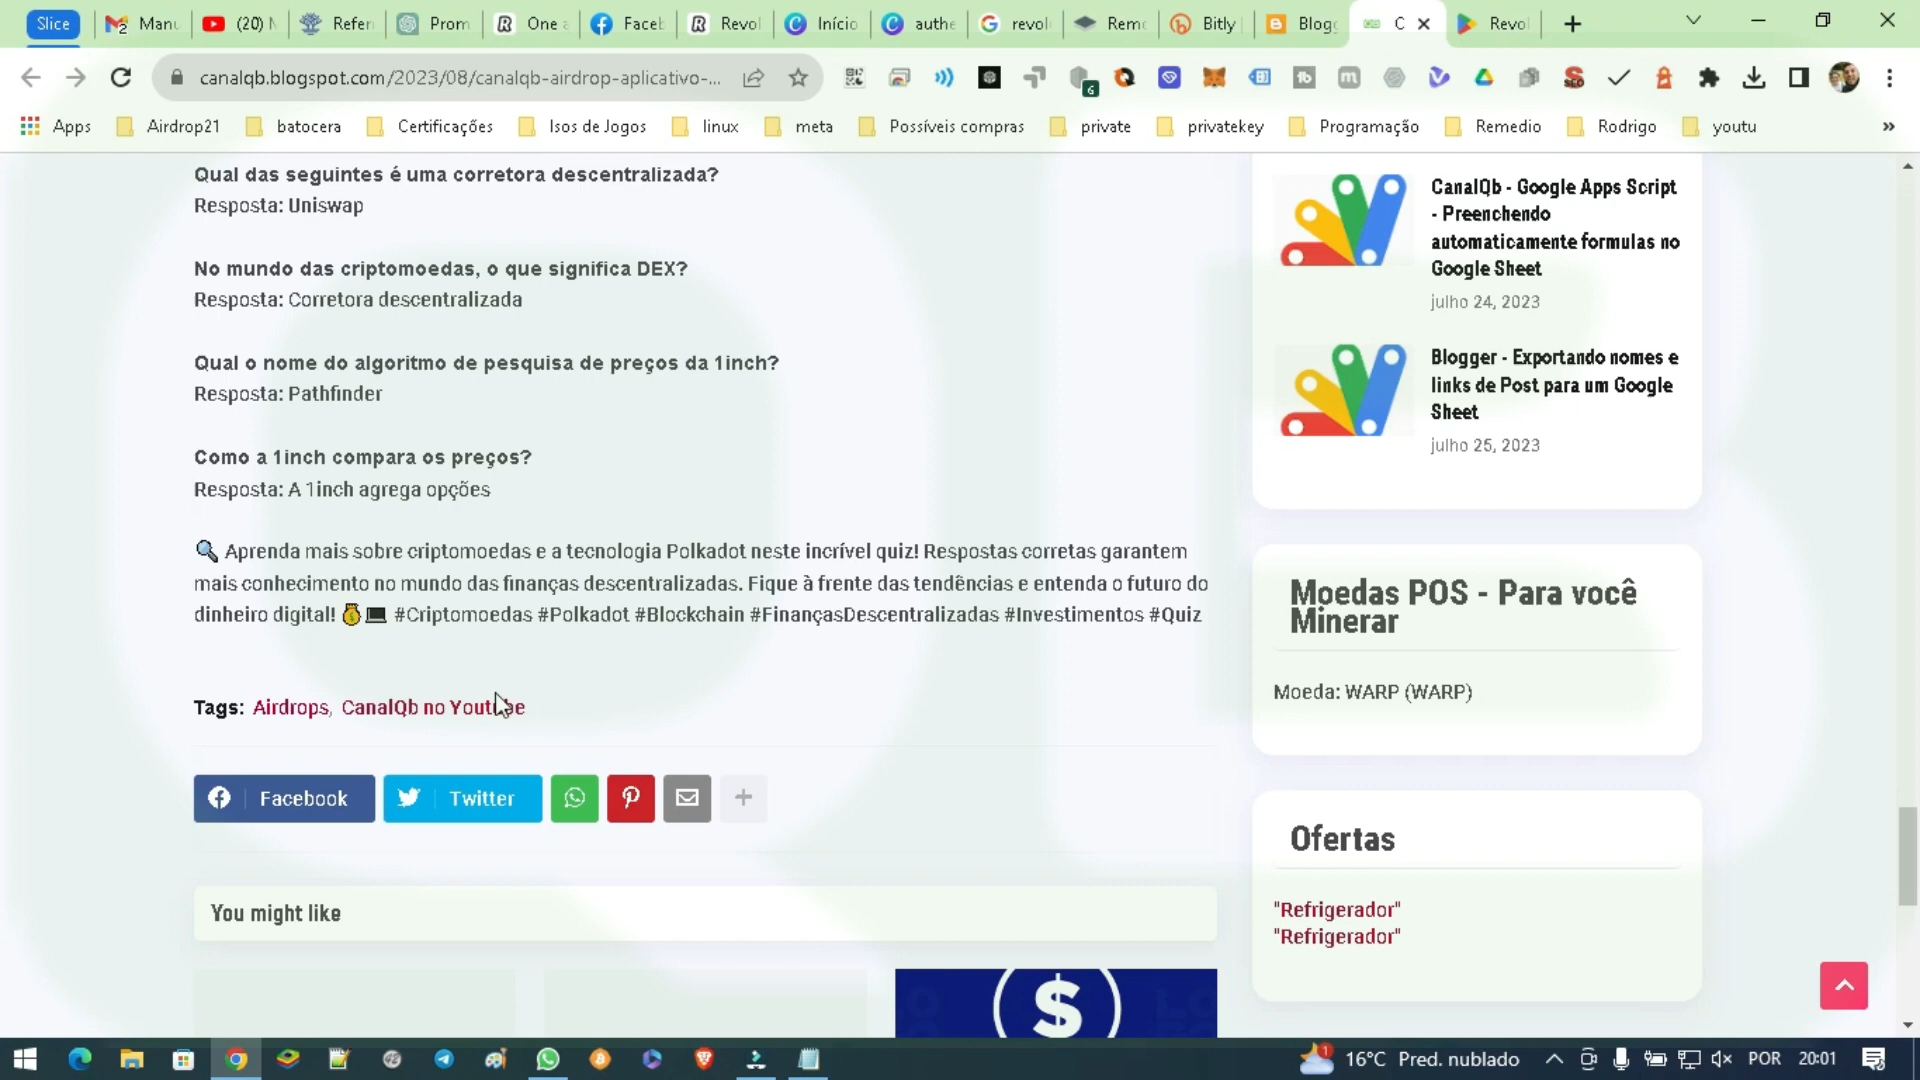 Slice
Manu
(20) N
Refer
Prom
One a
Faceb
Revol
Início
authe
revolu
Remo
Bitly
Blogg
C
Revol
canalqb.blogspot.com/2023/08/canalqb-airdrop-aplicativo-...
6
Apps
Airdrop21
batocera
Certificações
Isos de Jogos
linux
meta
Possíveis compras
private
privatekey
Programação
Remedio
Rodrigo
youtu
»
Qual das seguintes é uma corretora descentralizada?
Resposta: Uniswap
No mundo das criptomoedas, o que significa DEX?
Resposta: Corretora descentralizada
Qual o nome do algoritmo de pesquisa de preços da 1inch?
Resposta: Pathfinder
Como a 1inch compara os preços?
Resposta: A 1inch agrega opções
🔍 Aprenda mais sobre criptomoedas e a tecnologia Polkadot neste incrível quiz! Respostas corretas garantem
mais conhecimento no mundo das finanças descentralizadas. Fique à frente das tendências e entenda o futuro do
dinheiro digital! 💰💻 #Criptomoedas #Polkadot #Blockchain #FinançasDescentralizadas #Investimentos #Quiz
Tags: Airdrops, CanalQb no Youtube
Facebook
Twitter
You might like
CanalQb - Google Apps Script
- Preenchendo
automaticamente formulas no
Google Sheet
julho 24, 2023
Blogger - Exportando nomes e
links de Post para um Google
Sheet
julho 25, 2023
Moedas POS - Para você
Minerar
Moeda: WARP (WARP)
Ofertas
"Refrigerador"
"Refrigerador"
1
16°C Pred. nublado
POR
20:01